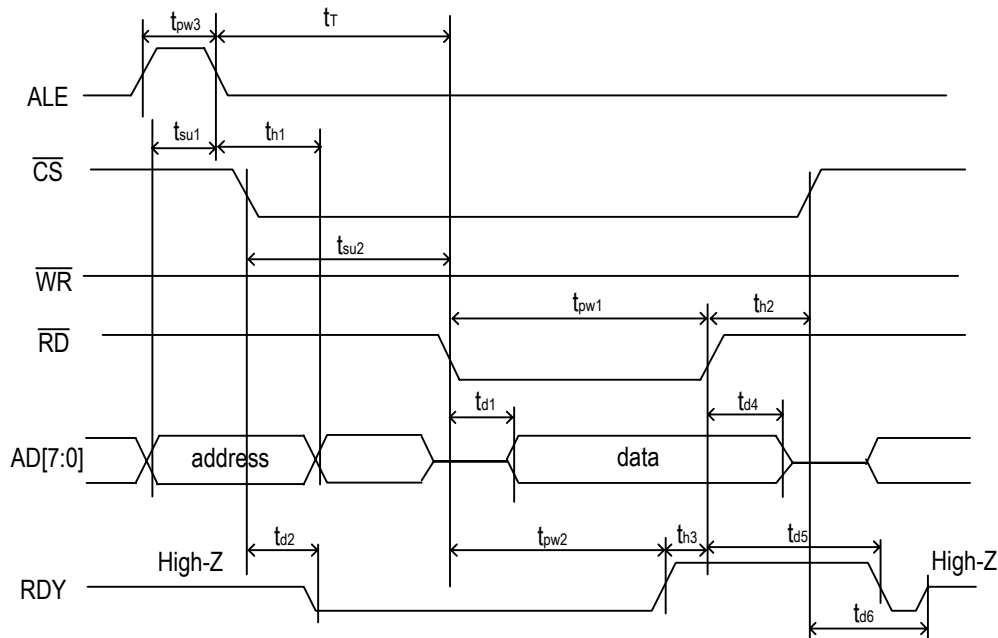 tpw3 tT
ALE
tsu1 th1
CS
tsu2
WR
tpw1 th2
RD
td1 td4
AD[7:0] address data
td2 tpw2 th3 td5
High-Z High-Z
RDY
td6